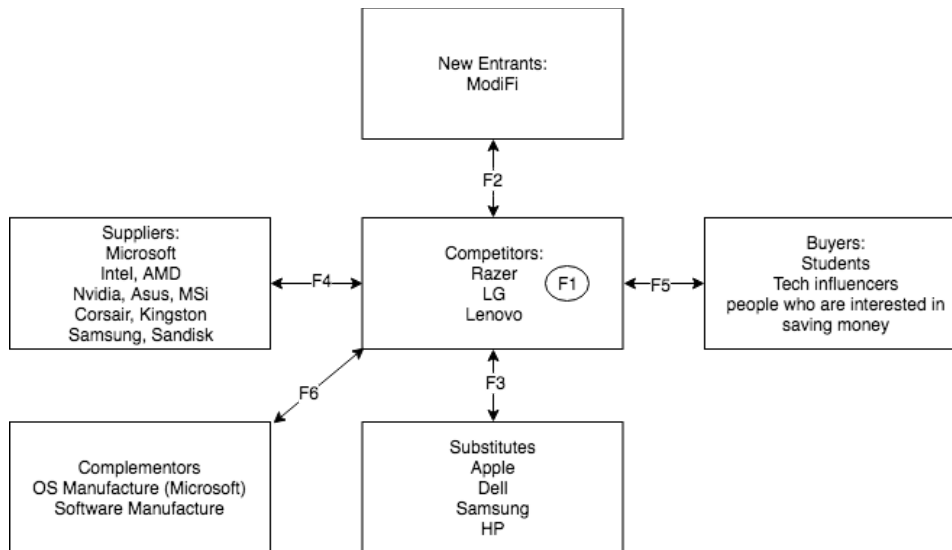 New Entrants:
ModiFi
F2
Suppliers:
Microsoft
Intel, AMD
Nvidia, Asus, MSi
Corsair, Kingston
Samsung, Sandisk
F4
Competitors:
Razer
LG
Lenovo
F1
F5
Buyers:
Students
Tech influencers
people who are interested in
saving money
F6
F3
Complementors
OS Manufacture (Microsoft)
Software Manufacture
Substitutes
Apple
Dell
Samsung
HP